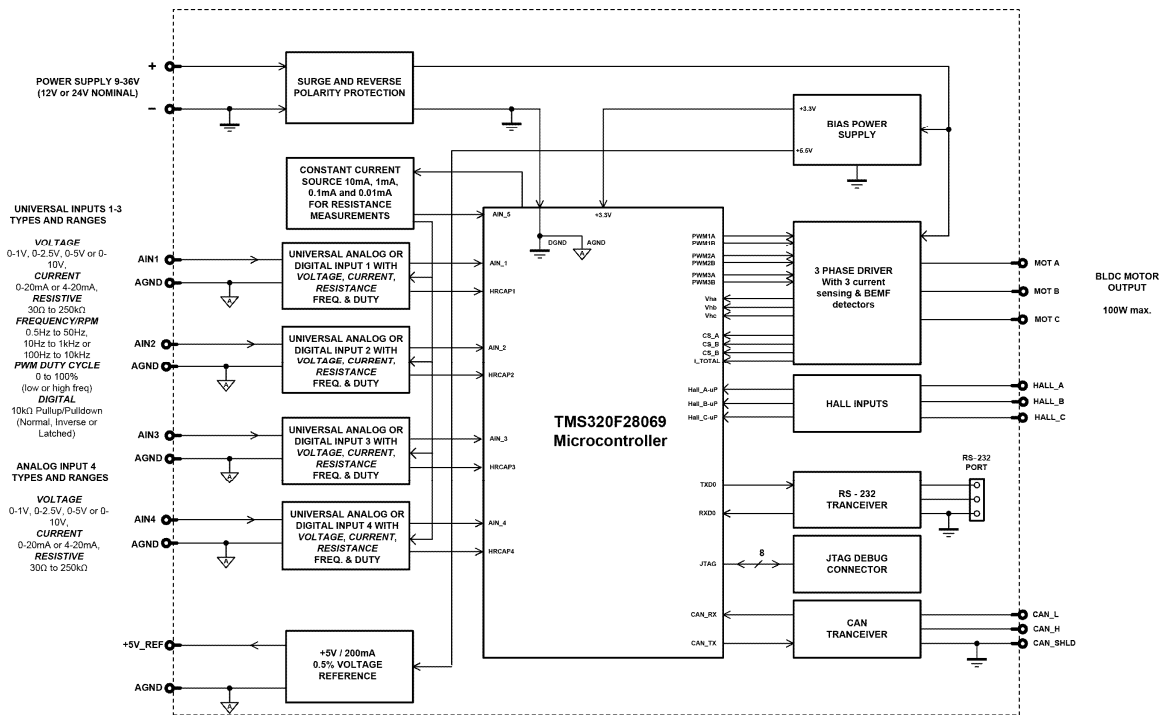 +
POWER SUPPLY 9-36V
(12V or 24V NOMINAL)
-
SURGE AND REVERSE
POLARITY PROTECTION
+3.3V
BIAS POWER
SUPPLY
+5.5V
CONSTANT CURRENT
SOURCE 10mA, 1mA,
0.1mA and 0.01mA
FOR RESISTANCE
MEASUREMENTS
UNIVERSAL INPUTS 1-3
TYPES AND RANGES
VOLTAGE
0-1V, 0-2.5V, 0-5V or 0-
10V,
CURRENT
0-20mA or 4-20mA,
RESISTIVE
30Ω to 250kΩ
FREQUENCY/RPM
0.5Hz to 50Hz,
10Hz to 1kHz or
100Hz to 10kHz
PWM DUTY CYCLE
0 to 100%
(low or high freq)
DIGITAL
10kΩ Pullup/Pulldown
(Normal, Inverse or
Latched)
ANALOG INPUT 4
TYPES AND RANGES
VOLTAGE
0-1V, 0-2.5V, 0-5V or 0-
10V,
CURRENT
0-20mA or 4-20mA,
RESISTIVE
30Ω to 250kΩ
AIN1
AGND
A
UNIVERSAL ANALOG OR
DIGITAL INPUT 1 WITH
VOLTAGE, CURRENT,
RESISTANCE
FREQ. & DUTY
AIN2
AGND
A
UNIVERSAL ANALOG OR
DIGITAL INPUT 2 WITH
VOLTAGE, CURRENT,
RESISTANCE
FREQ. & DUTY
AIN3
AGND
A
UNIVERSAL ANALOG OR
DIGITAL INPUT 3 WITH
VOLTAGE, CURRENT,
RESISTANCE
FREQ. & DUTY
AIN4
AGND
A
UNIVERSAL ANALOG OR
DIGITAL INPUT 4 WITH
VOLTAGE, CURRENT,
RESISTANCE
FREQ. & DUTY
+5V_REF
AGND
A
+5V / 200mA
0.5% VOLTAGE
REFERENCE
AIN_5
+3.3V
DGND
AGND
A
AIN_1
HRCAP1
AIN_2
HRCAP2
AIN_3
HRCAP3
AIN_4
HRCAP4
TMS320F28069
Microcontroller
PWM1A
PWM1B
PWM2A
PWM2B
PWM3A
PWM3B
Vha
Vhb
Vhc
CS_A
CS_B
CS_B
I_TOTAL
Hall_A-uP
Hall_B-uP
Hall_C-uP
TXD0
RXD0
JTAG
8
CAN_RX
CAN_TX
3 PHASE DRIVER
With 3 current
sensing & BEMF
detectors
HALL INPUTS
RS - 232
TRANCEIVER
RS-232
PORT
JTAG DEBUG
CONNECTOR
CAN
TRANCEIVER
MOT A
MOT B
MOT C
BLDC MOTOR
OUTPUT
100W max.
HALL_A
HALL_B
HALL_C
CAN_L
CAN_H
CAN_SHLD